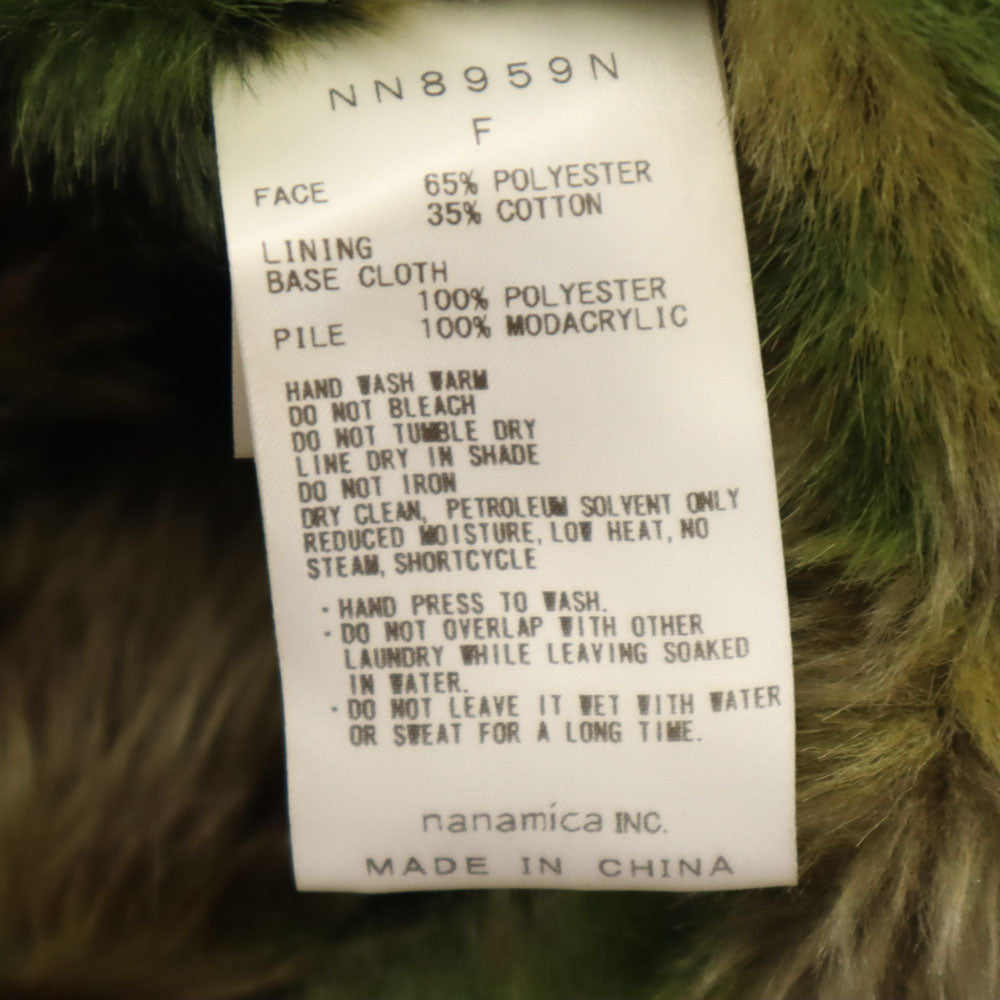 NN8959N
F
FACE 65% POLYESTER
35% COTTON
LINING
BASE CLOTH
100% POLYESTER
PILE 100% MODACRYLIC
HAND WASH WARM
DO NOT BLEACH
DO NOT TUMBLE DRY
LINE DRY IN SHADE
DO NOT IRON
DRY CLEAN, PETROLEUM SOLVENT ONLY
REDUCED MOISTURE, LOW HEAT, NO
STEAM, SHORTCYCLE
・HAND PRESS TO WASH.
・DO NOT OVERLAP WITH OTHER
LAUNDRY WHILE LEAVING SOAKED
IN WATER.
・DO NOT LEAVE IT WET WITH WATER
OR SWEAT FOR A LONG TIME.
nanamica INC.
MADE IN CHINA